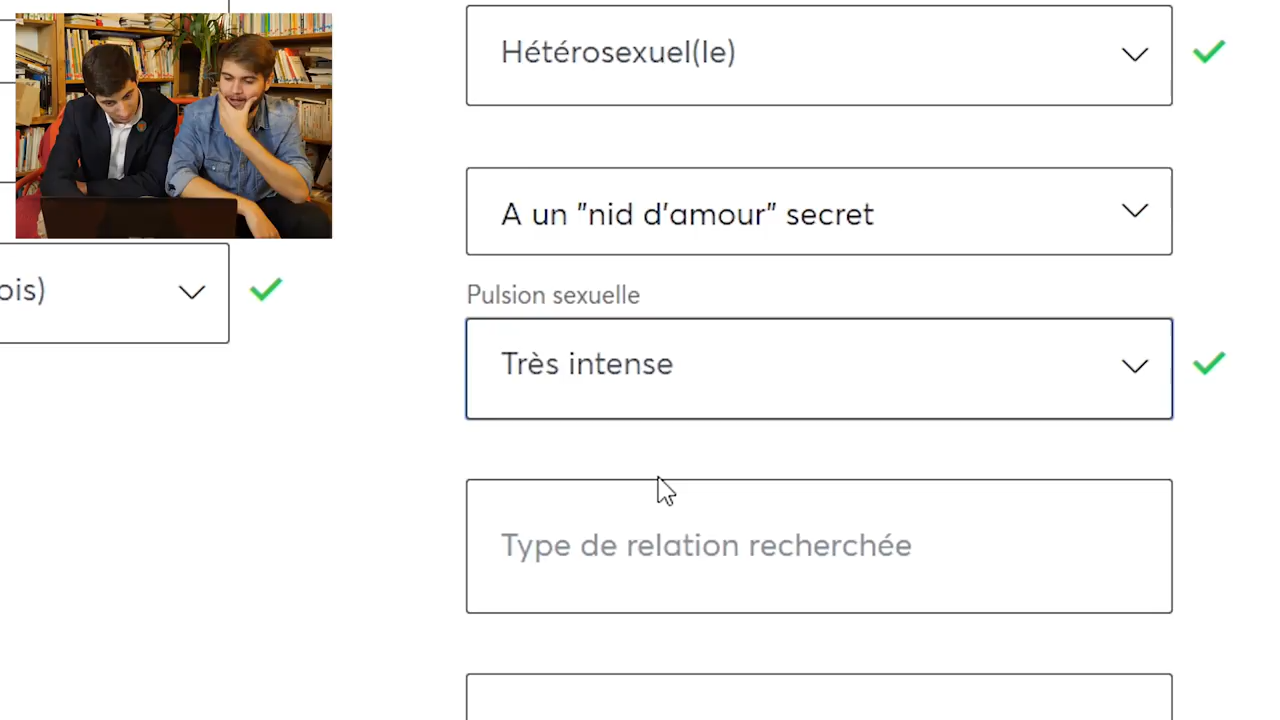 Hétérosexuel(le)
A un "nid d'amour" secret
ois)
Pulsion sexuelle
Très intense
Type de relation recherchée